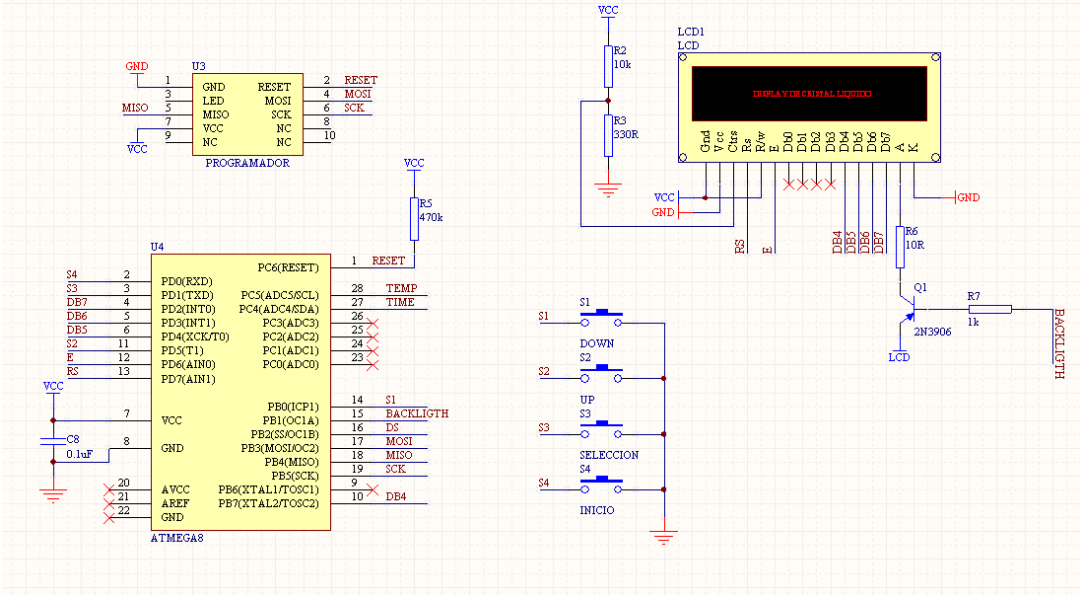 GND
U3
1 GND RESET 2 RESET
3 LED MOSI 4 MOSI
MISO 5 MISO SCK 6 SCK
7 VCC NC 8
9 NC NC 10
VCC
PROGRAMADOR
VCC
R5
470k
U4
PC6(RESET) 1 RESET
S4 2 PD0(RXD)
S3 3 PD1(TXD) PC5(ADC5/SCL) 28 TEMP
DB7 4 PD2(INT0) PC4(ADC4/SDA) 27 TIME
DB6 5 PD3(INT1) PC3(ADC3) 26
DB5 6 PD4(XCK/T0) PC2(ADC2) 25
S2 11 PD5(T1) PC1(ADC1) 24
E 12 PD6(AIN0) PC0(ADC0) 23
RS 13 PD7(AIN1)
VCC
PB0(ICP1) 14 S1
7 VCC PB1(OC1A) 15 BACKLIGTH
PB2(SS/OC1B) 16 DS
C8
0.1uF
8 GND PB3(MOSI/OC2) 17 MOSI
PB4(MISO) 18 MISO
PB5(SCK) 19 SCK
20 AVCC PB6(XTAL1/TOSC1) 9
21 AREF PB7(XTAL2/TOSC2) 10 DB4
22 GND
ATMEGA8
VCC
R2
10k
R3
330R
LCD1
LCD
DISPLAY DE CRISTAL LIQUIDO
Gnd Vcc Ctrs Rs R/w E Db0 Db1 Db2 Db3 Db4 Db5 Db6 Db7 A K
VCC
GND
GND
RS E DB4 DB5 DB6 DB7
R6
10R
Q1
2N3906
R7
1k
BACKLIGTH
LCD
S1
S1
DOWN
S2
S2
UP
S3
S3
SELECCION
S4
S4
INICIO